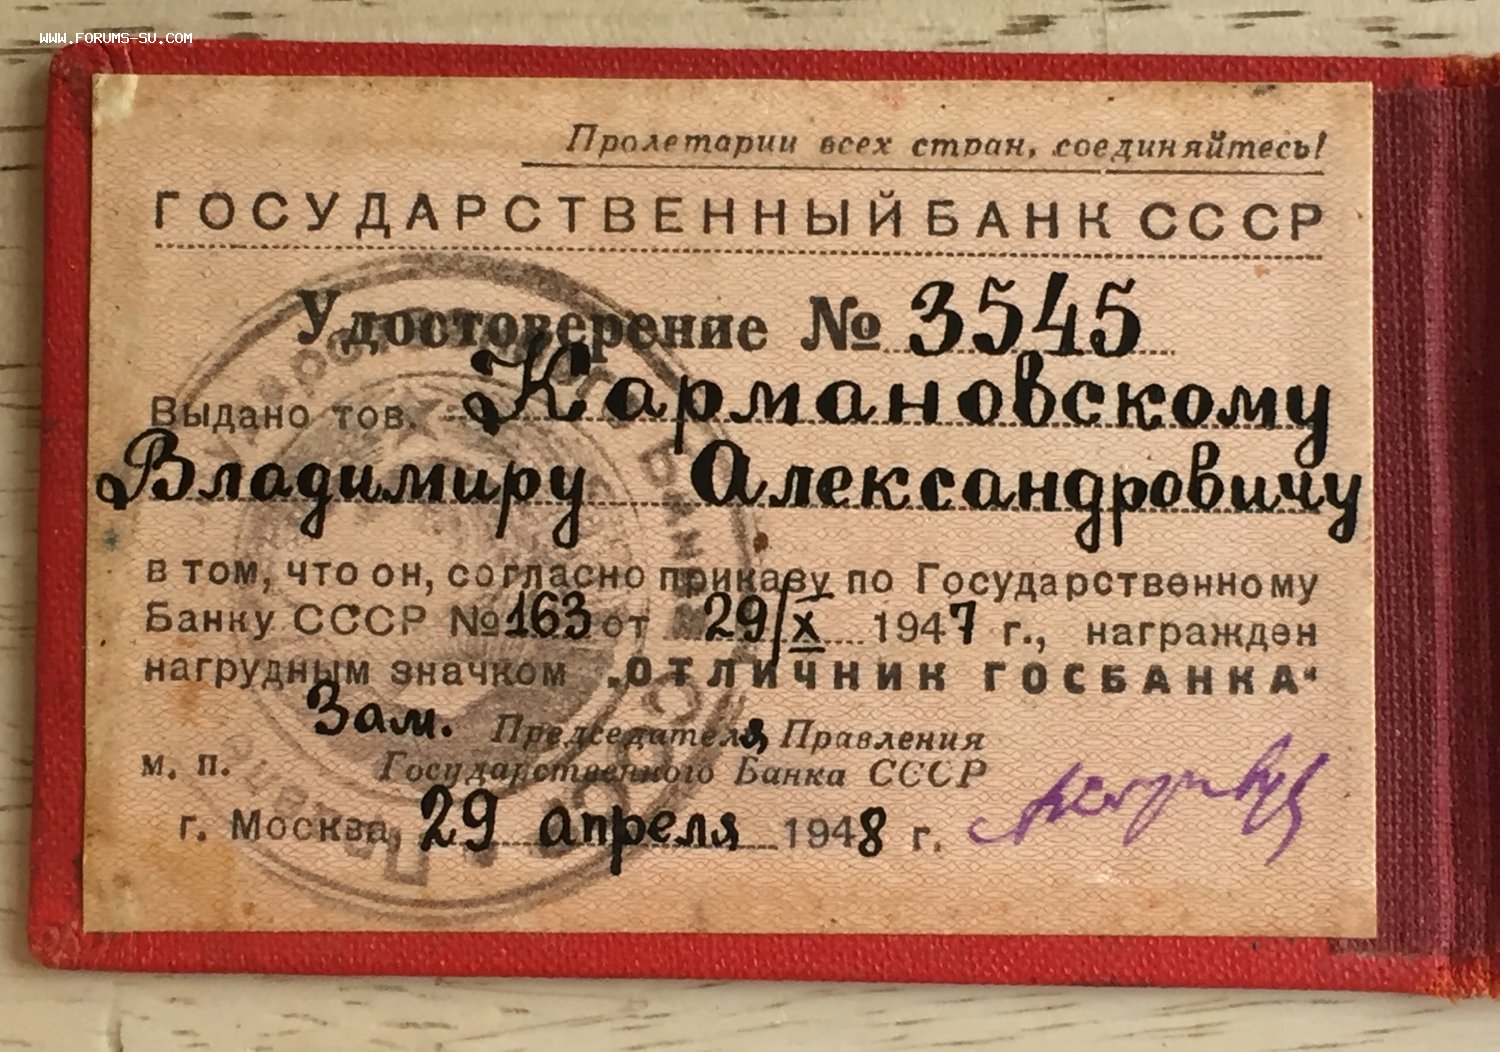 WWW.FORUMS-SU.COM
Пролетарии всех стран, соединяйтесь!
ГОСУДАРСТВЕННЫЙ БАНК СССР
Удостоверение № 3545
Выдано тов. Кармановскому
Владимиру Александровичу
в том, что он, согласно приказу по Государственному
Банку СССР № 163 от 29/X 1947 г., награжден
нагрудным значком „ОТЛИЧНИК ГОСБАНКА“
Зам. Председателя Правления
м. п. Государственного Банка СССР
г. Москва, 29 апреля 1948 г.